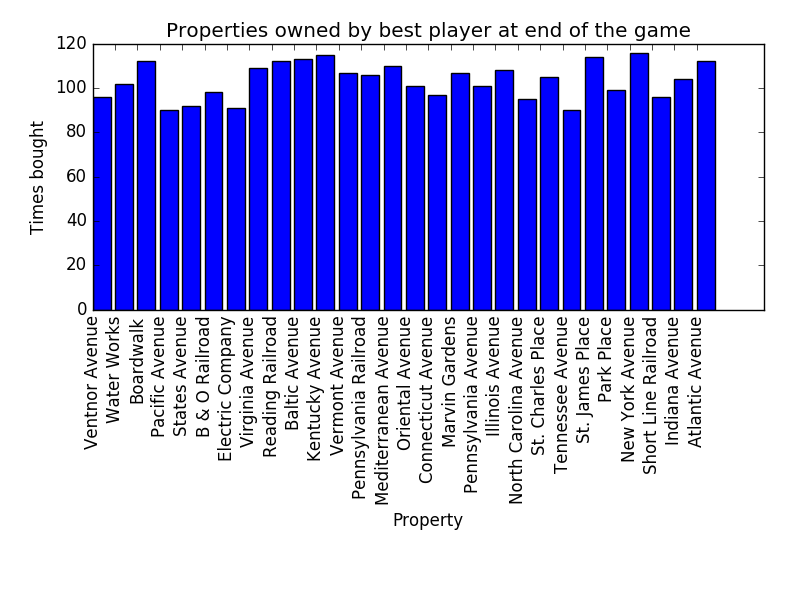 Properties owned by best player at end of the game
120
100
80
60
40
20
0
Times bought
Ventnor Avenue
Water Works
Boardwalk
Pacific Avenue
States Avenue
B & O Railroad
Electric Company
Virginia Avenue
Reading Railroad
Baltic Avenue
Kentucky Avenue
Vermont Avenue
Pennsylvania Railroad
Mediterranean Avenue
Oriental Avenue
Connecticut Avenue
Marvin Gardens
Pennsylvania Avenue
Illinois Avenue
North Carolina Avenue
St. Charles Place
Tennessee Avenue
St. James Place
Park Place
New York Avenue
Short Line Railroad
Indiana Avenue
Atlantic Avenue
Property